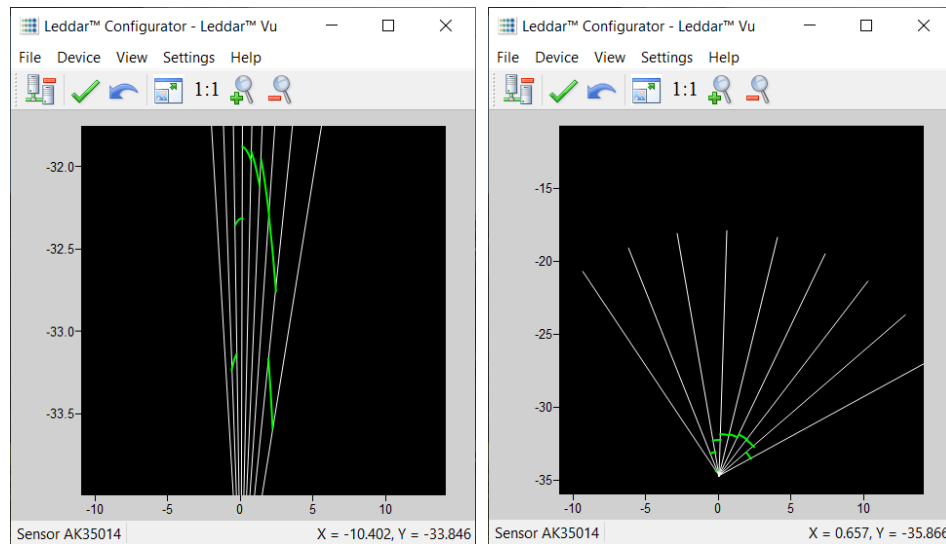 Leddar™ Configurator - Leddar™ Vu
File Device View Settings Help
1:1
-32.0
-32.5
-33.0
-33.5
-10 -5 0 5 10
Sensor AK35014 X = -10.402, Y = -33.846
Leddar™ Configurator - Leddar™ Vu
File Device View Settings Help
1:1
-15
-20
-25
-30
-35
-10 -5 0 5 10
Sensor AK35014 X = 0.657, Y = -35.866